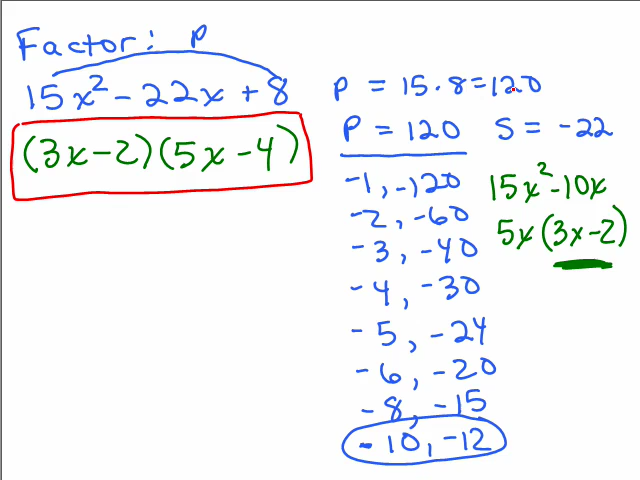 Factor: P
15x² - 22x + 8
(3x - 2)(5x - 4)
P = 15 · 8 = 120
P = 120 S = -22
-1, -120
-2, -60
-3, -40
-4, -30
-5, -24
-6, -20
-8, -15
-10, -12
15x² - 10x
5x(3x - 2)